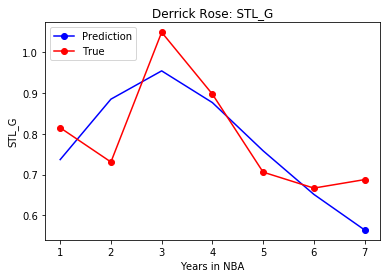 Derrick Rose: STL_G
Prediction
True
1.0
0.9
0.8
0.7
0.6
STL_G
1 2 3 4 5 6 7
Years in NBA